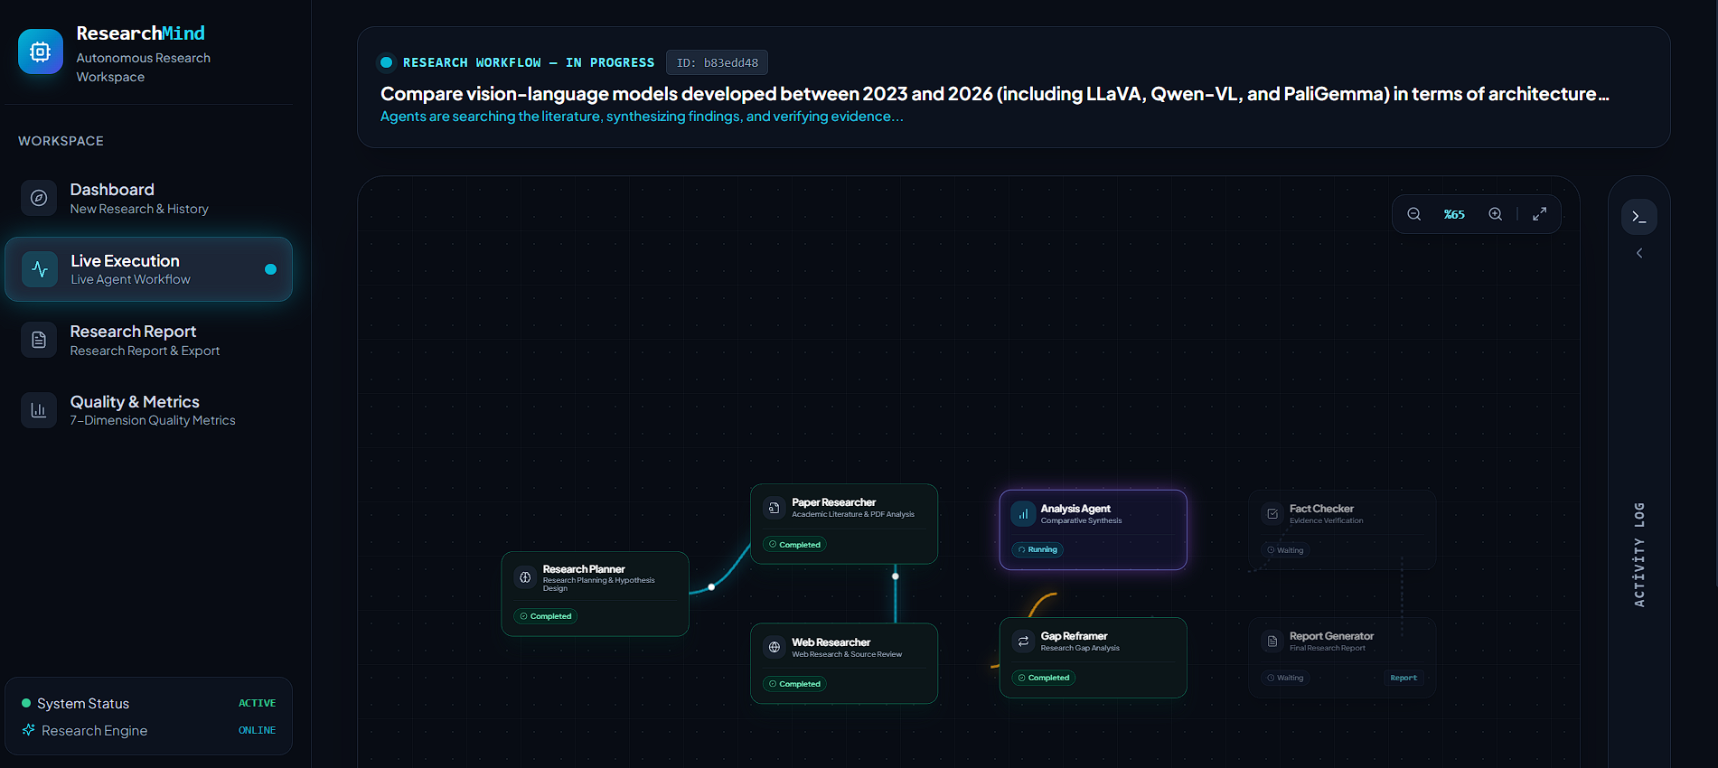 ResearchMind
Autonomous Research
Workspace
WORKSPACE
Dashboard
New Research & History
Live Execution
Live Agent Workflow
Research Report
Research Report & Export
Quality & Metrics
7-Dimension Quality Metrics
System Status ACTIVE
Research Engine ONLINE
RESEARCH WORKFLOW — IN PROGRESS ID: b83edd48
Compare vision-language models developed between 2023 and 2026 (including LLaVA, Qwen-VL, and PaliGemma) in terms of architecture…
Agents are searching the literature, synthesizing findings, and verifying evidence...
%65
Research Planner
Research Planning & Hypothesis
Design
Completed
Paper Researcher
Academic Literature & PDF Analysis
Completed
Web Researcher
Web Research & Source Review
Completed
Analysis Agent
Comparative Synthesis
Running
Gap Reframer
Research Gap Analysis
Completed
Fact Checker
Evidence Verification
Waiting
Report Generator
Final Research Report
Waiting Report
ACTİVİTY LOG